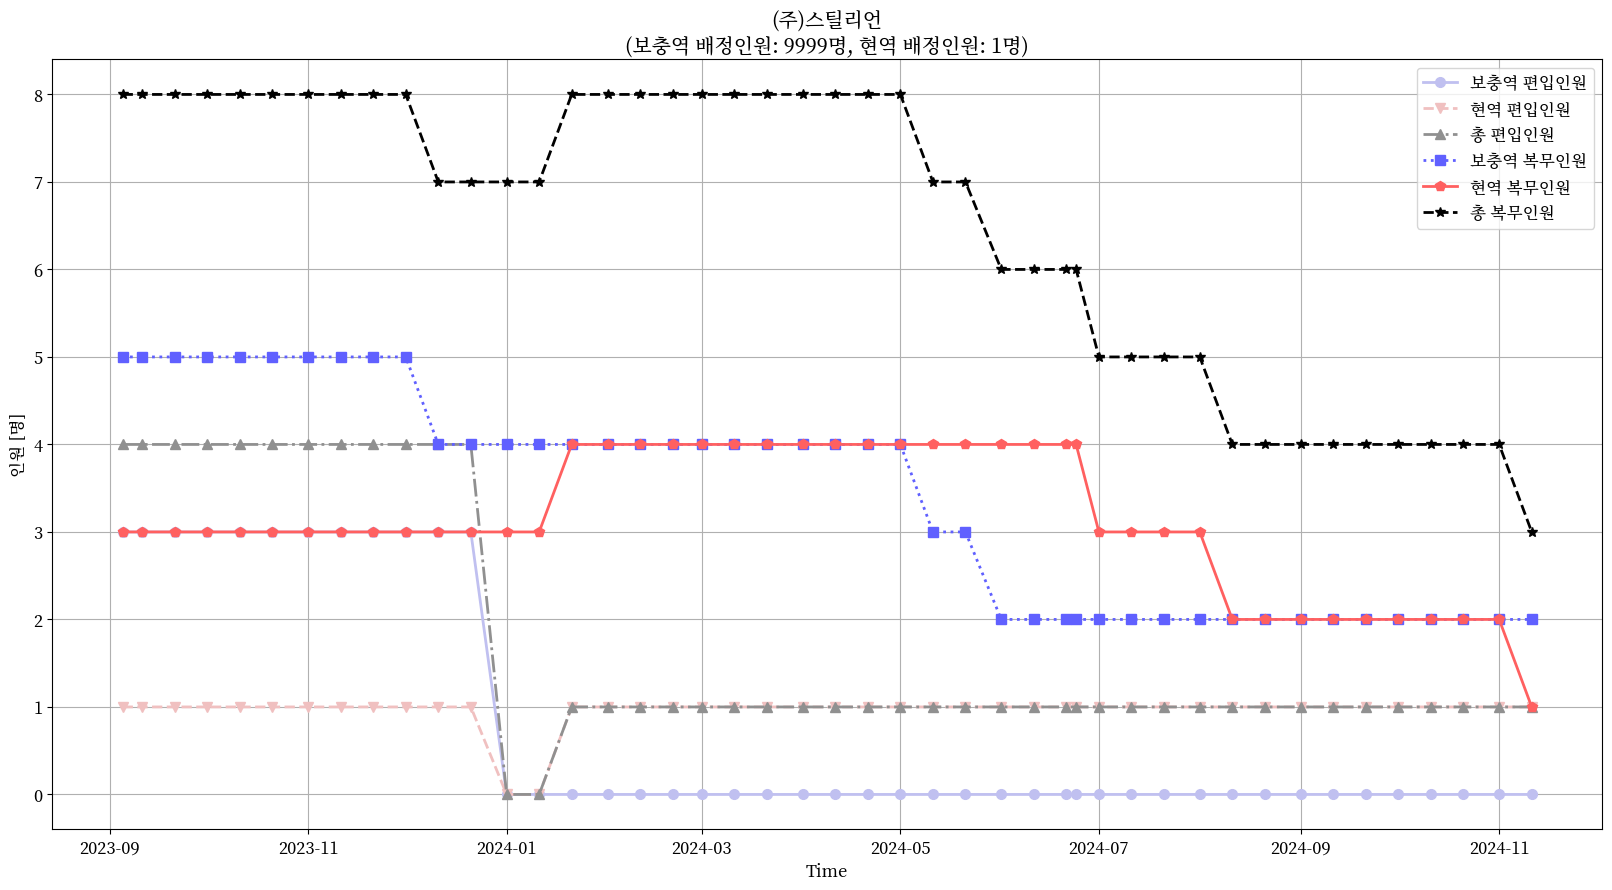 (주)스틸리언
(보충역 배정인원: 9999명, 현역 배정인원: 1명)
보충역 편입인원
현역 편입인원
총 편입인원
보충역 복무인원
현역 복무인원
총 복무인원
인원 [명]
8
7
6
5
4
3
2
1
0
2023-09 2023-11 2024-01 2024-03 2024-05 2024-07 2024-09 2024-11
Time